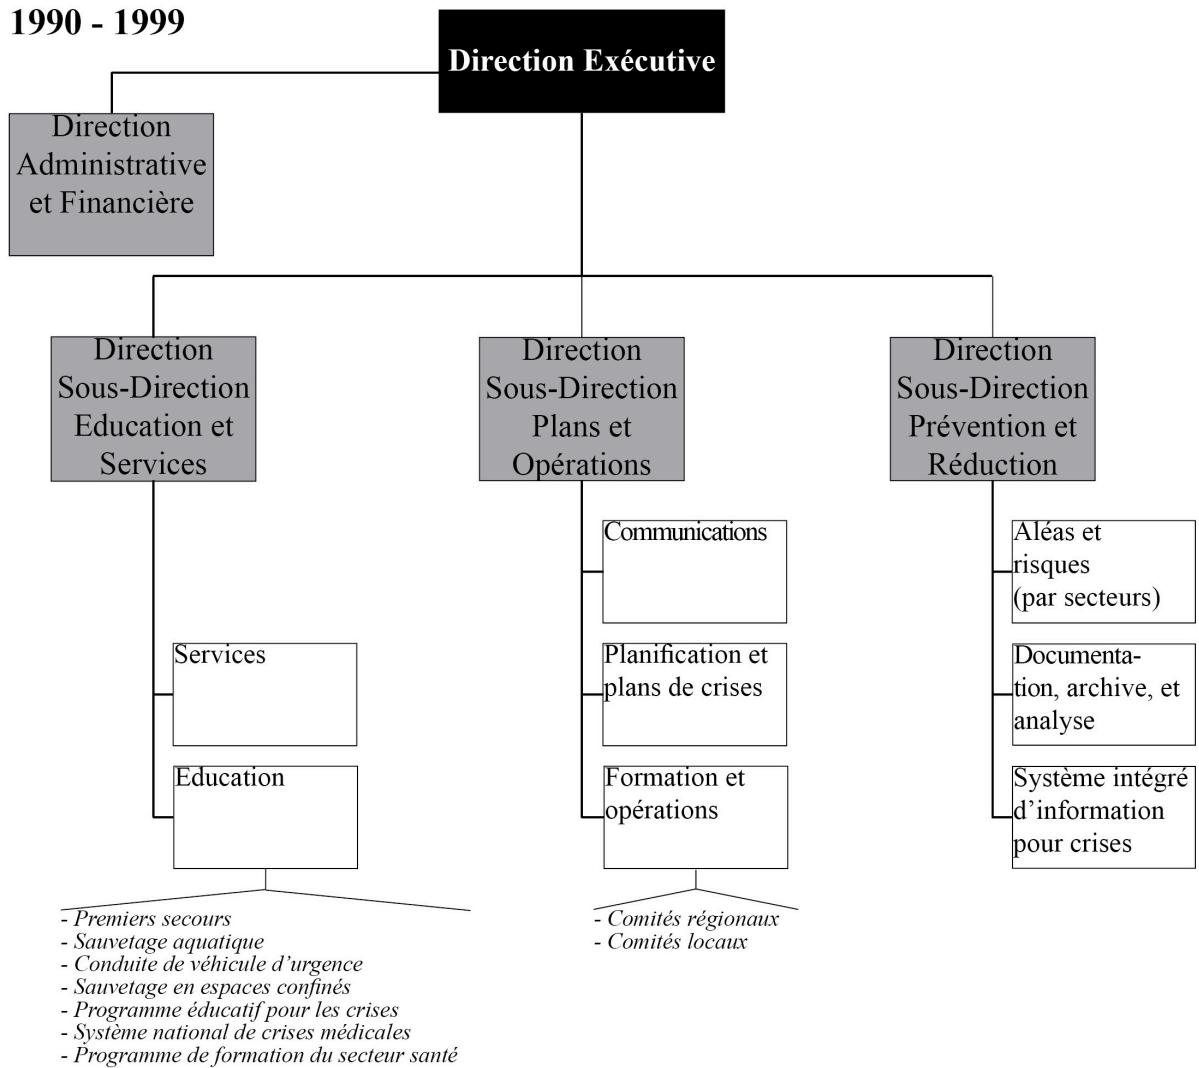 1990 - 1999
Direction Exécutive
Direction
Administrative
et Financière
Direction
Sous-Direction
Education et
Services
Direction
Sous-Direction
Plans et
Opérations
Direction
Sous-Direction
Prévention et
Réduction
Services
Education
- Premiers secours
- Sauvetage aquatique
- Conduite de véhicule d’urgence
- Sauvetage en espaces confinés
- Programme éducatif pour les crises
- Système national de crises médicales
- Programme de formation du secteur santé
Communications
Planification et
plans de crises
Formation et
opérations
- Comités régionaux
- Comités locaux
Aléas et
risques
(par secteurs)
Documenta-
tion, archive, et
analyse
Système intégré
d’information
pour crises